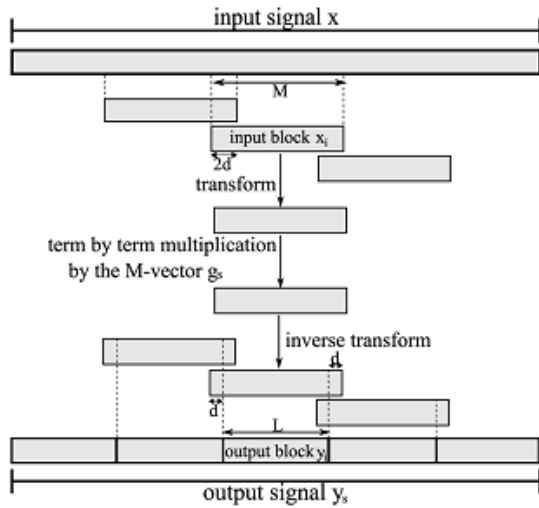 input signal x
M
input block xᵢ
2d
transform
term by term multiplication
by the M-vector gₛ
inverse transform
d
d
L
output block yᵢ
output signal yₛ